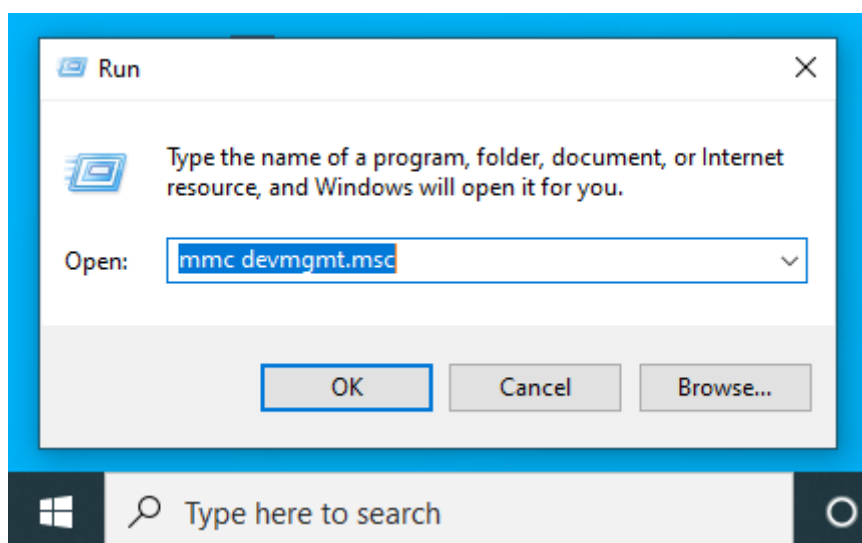 Run
Type the name of a program, folder, document, or Internet
resource, and Windows will open it for you.
Open: mmc devmgmt.msc
OK Cancel Browse...
Type here to search